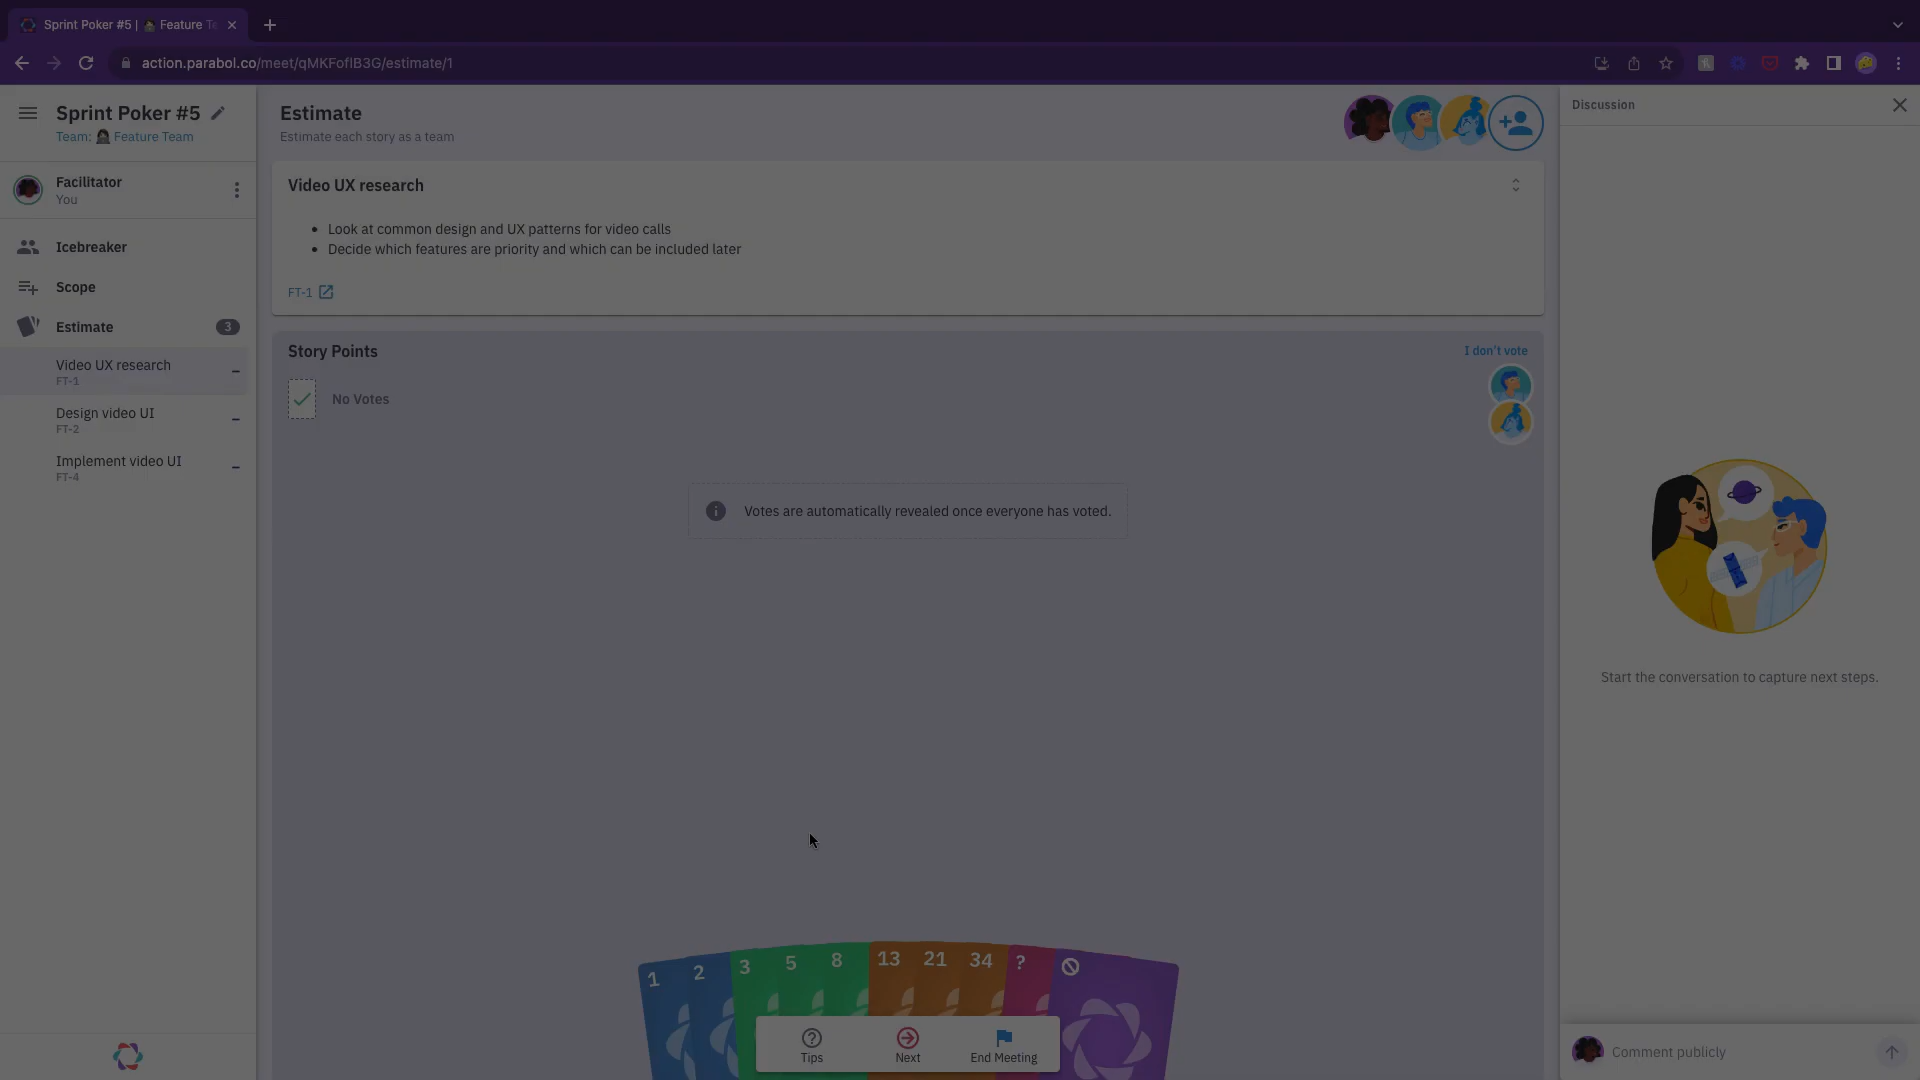 Sprint Poker #5 | Feature Te
action.parabol.co/meet/qMKFofIB3G/estimate/1
Sprint Poker #5
Team: Feature Team
Facilitator
You
Icebreaker
Scope
Estimate 3
Video UX research
FT-1
–
Design video UI
FT-2
–
Implement video UI
FT-4
–
Estimate
Estimate each story as a team
Video UX research
• Look at common design and UX patterns for video calls
• Decide which features are priority and which can be included later
FT-1
Story Points
I don't vote
No Votes
Votes are automatically revealed once everyone has voted.
1 2 3 5 8 13 21 34 ?
Tips Next End Meeting
Discussion
Start the conversation to capture next steps.
Comment publicly